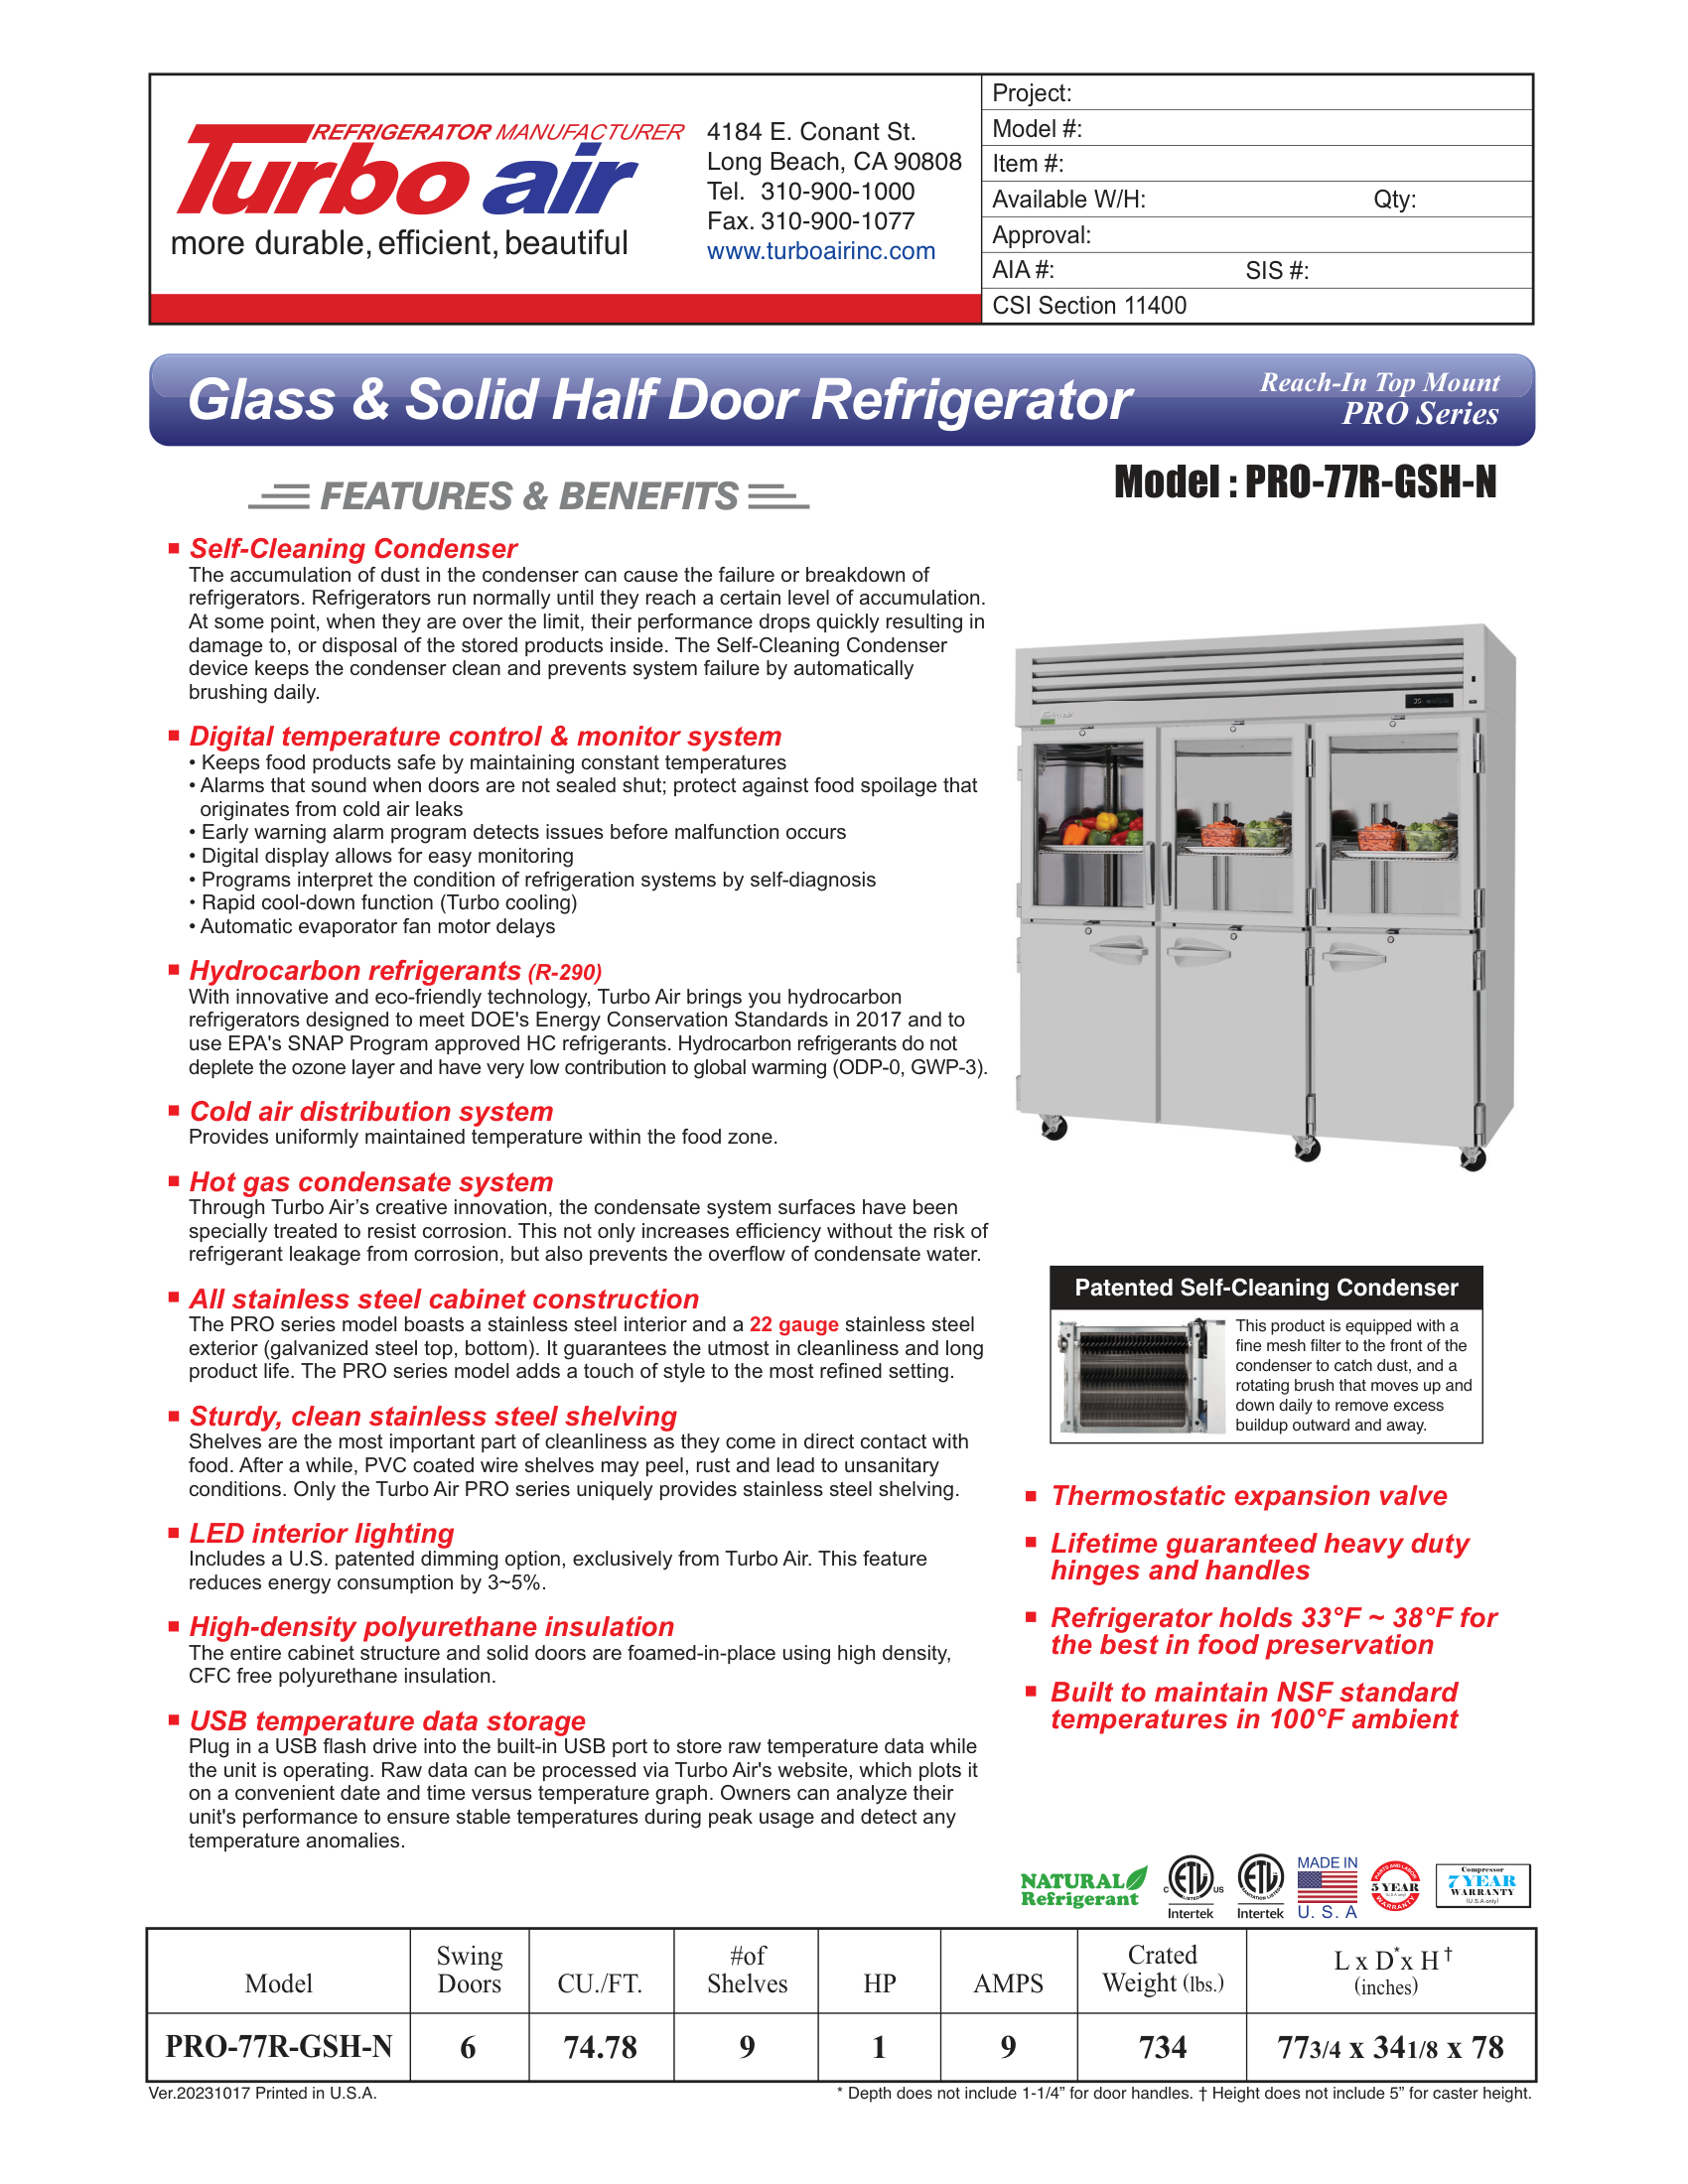 REFRIGERATOR MANUFACTURER
Turbo air
more durable, efficient, beautiful
4184 E. Conant St.
Long Beach, CA 90808
Tel. 310-900-1000
Fax. 310-900-1077
www.turboairinc.com
Project:
Model #:
Item #:
Available W/H: Qty:
Approval:
AIA #: SIS #:
CSI Section 11400
Glass & Solid Half Door Refrigerator
Reach-In Top Mount
PRO Series
FEATURES & BENEFITS
Model : PRO-77R-GSH-N
Self-Cleaning Condenser
The accumulation of dust in the condenser can cause the failure or breakdown of
refrigerators. Refrigerators run normally until they reach a certain level of accumulation.
At some point, when they are over the limit, their performance drops quickly resulting in
damage to, or disposal of the stored products inside. The Self-Cleaning Condenser
device keeps the condenser clean and prevents system failure by automatically
brushing daily.
Digital temperature control & monitor system
• Keeps food products safe by maintaining constant temperatures
• Alarms that sound when doors are not sealed shut; protect against food spoilage that
originates from cold air leaks
• Early warning alarm program detects issues before malfunction occurs
• Digital display allows for easy monitoring
• Programs interpret the condition of refrigeration systems by self-diagnosis
• Rapid cool-down function (Turbo cooling)
• Automatic evaporator fan motor delays
Hydrocarbon refrigerants (R-290)
With innovative and eco-friendly technology, Turbo Air brings you hydrocarbon
refrigerators designed to meet DOE's Energy Conservation Standards in 2017 and to
use EPA's SNAP Program approved HC refrigerants. Hydrocarbon refrigerants do not
deplete the ozone layer and have very low contribution to global warming (ODP-0, GWP-3).
Cold air distribution system
Provides uniformly maintained temperature within the food zone.
Hot gas condensate system
Through Turbo Air’s creative innovation, the condensate system surfaces have been
specially treated to resist corrosion. This not only increases efficiency without the risk of
refrigerant leakage from corrosion, but also prevents the overflow of condensate water.
All stainless steel cabinet construction
The PRO series model boasts a stainless steel interior and a 22 gauge stainless steel
exterior (galvanized steel top, bottom). It guarantees the utmost in cleanliness and long
product life. The PRO series model adds a touch of style to the most refined setting.
Sturdy, clean stainless steel shelving
Shelves are the most important part of cleanliness as they come in direct contact with
food. After a while, PVC coated wire shelves may peel, rust and lead to unsanitary
conditions. Only the Turbo Air PRO series uniquely provides stainless steel shelving.
LED interior lighting
Includes a U.S. patented dimming option, exclusively from Turbo Air. This feature
reduces energy consumption by 3~5%.
High-density polyurethane insulation
The entire cabinet structure and solid doors are foamed-in-place using high density,
CFC free polyurethane insulation.
USB temperature data storage
Plug in a USB flash drive into the built-in USB port to store raw temperature data while
the unit is operating. Raw data can be processed via Turbo Air's website, which plots it
on a convenient date and time versus temperature graph. Owners can analyze their
unit's performance to ensure stable temperatures during peak usage and detect any
temperature anomalies.
Patented Self-Cleaning Condenser
This product is equipped with a
fine mesh filter to the front of the
condenser to catch dust, and a
rotating brush that moves up and
down daily to remove excess
buildup outward and away.
Thermostatic expansion valve
Lifetime guaranteed heavy duty
hinges and handles
Refrigerator holds 33°F ~ 38°F for
the best in food preservation
Built to maintain NSF standard
temperatures in 100°F ambient
NATURAL
Refrigerant
C ETL US
LISTED
Intertek
ETL
SANITATION LISTED
Intertek
MADE IN
U. S. A
PARTS AND LABOR
5 YEAR
(U.S.A only)
WARRANTY
Compressor
7 YEAR
WARRANTY
(U.S.A only)
Model Swing Doors CU./FT. #of Shelves HP AMPS Crated Weight (lbs.) L x D* x H† (inches)
PRO-77R-GSH-N 6 74.78 9 1 9 734 773/4 x 341/8 x 78
Ver.20231017 Printed in U.S.A.
* Depth does not include 1-1/4” for door handles. † Height does not include 5” for caster height.